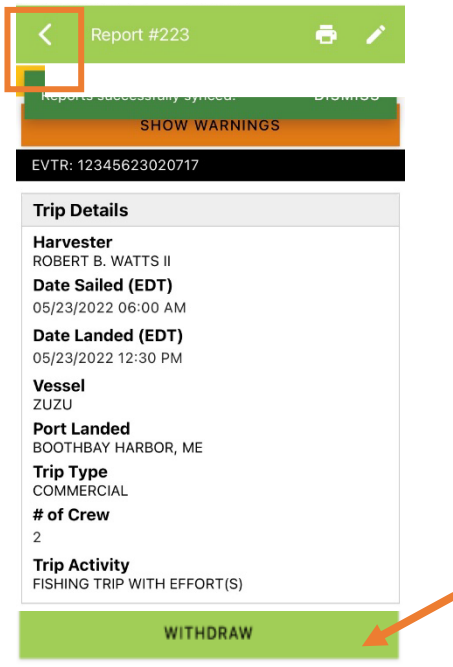 Report #223
Reports successfully synced. DISMISS
SHOW WARNINGS
EVTR: 12345623020717
Trip Details
Harvester
ROBERT B. WATTS II
Date Sailed (EDT)
05/23/2022 06:00 AM
Date Landed (EDT)
05/23/2022 12:30 PM
Vessel
ZUZU
Port Landed
BOOTHBAY HARBOR, ME
Trip Type
COMMERCIAL
# of Crew
2
Trip Activity
FISHING TRIP WITH EFFORT(S)
WITHDRAW